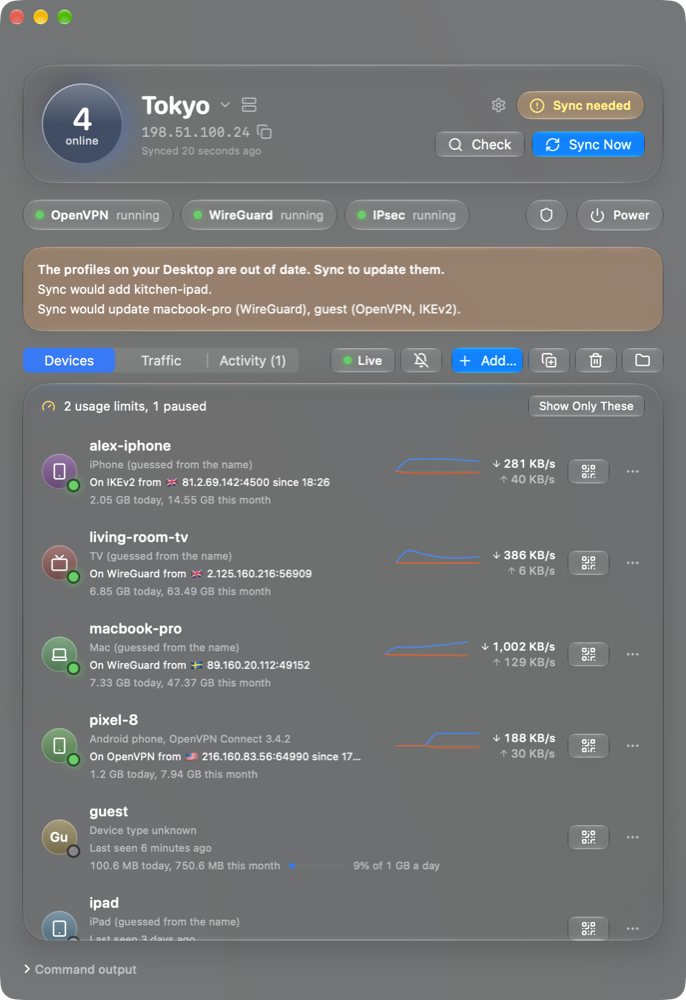 4
online
Tokyo
198.51.100.24
Synced 20 seconds ago
Sync needed
Check
Sync Now
OpenVPN running
WireGuard running
IPsec running
Power
The profiles on your Desktop are out of date. Sync to update them.
Sync would add kitchen-ipad.
Sync would update macbook-pro (WireGuard), guest (OpenVPN, IKEv2).
Devices
Traffic
Activity (1)
Live
+ Add...
2 usage limits, 1 paused
Show Only These
alex-iphone
iPhone (guessed from the name)
On IKEv2 from 🇬🇧 81.2.69.142:4500 since 18:26
2.05 GB today, 14.55 GB this month
↓ 281 KB/s
↑ 40 KB/s
living-room-tv
TV (guessed from the name)
On WireGuard from 🇬🇧 2.125.160.216:56909
6.85 GB today, 63.49 GB this month
↓ 386 KB/s
↑ 6 KB/s
macbook-pro
Mac (guessed from the name)
On WireGuard from 🇸🇪 89.160.20.112:49152
7.33 GB today, 47.37 GB this month
↓ 1,002 KB/s
↑ 129 KB/s
pixel-8
Android phone, OpenVPN Connect 3.4.2
On OpenVPN from 🇺🇸 216.160.83.56:64990 since 17...
1.2 GB today, 7.94 GB this month
↓ 188 KB/s
↑ 30 KB/s
Gu
guest
Device type unknown
Last seen 6 minutes ago
100.6 MB today, 750.6 MB this month
9% of 1 GB a day
ipad
iPad (guessed from the name)
Last seen 3 days ago
Command output